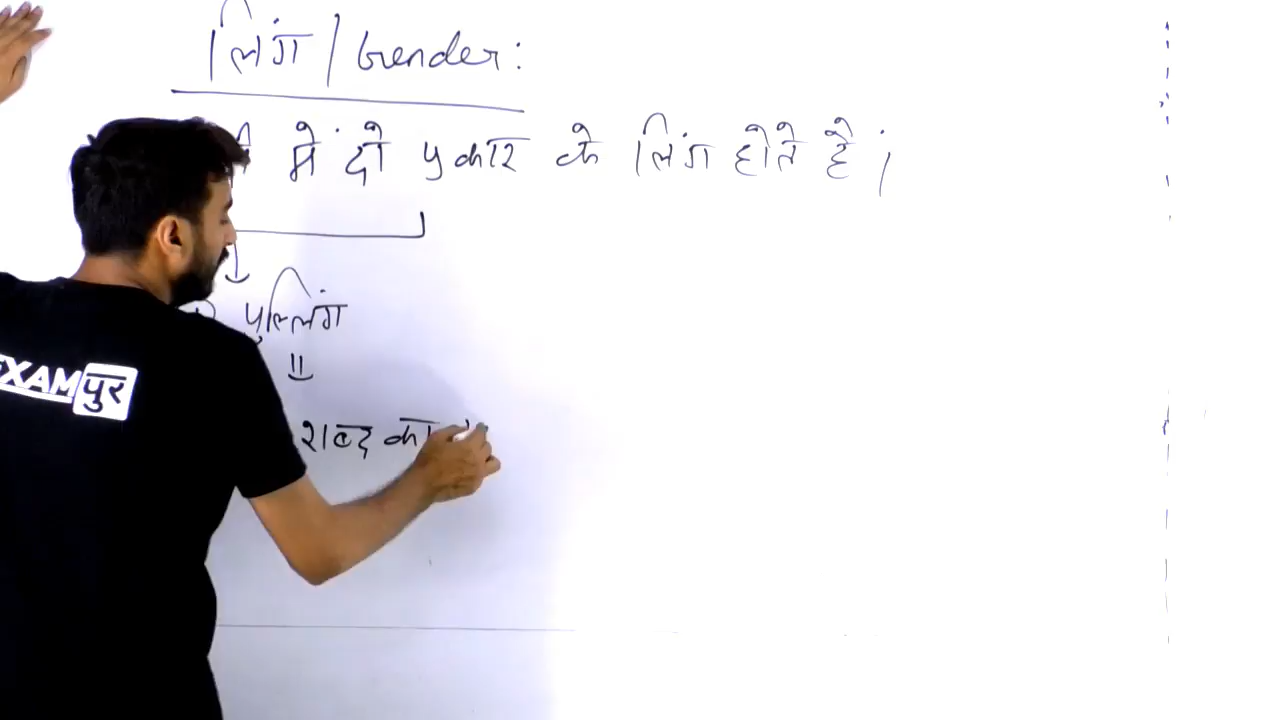 लिंग / Gender:
में दो प्रकार के लिंग होते है ।
पुल्लिंग
शब्द का
EXAMपुर